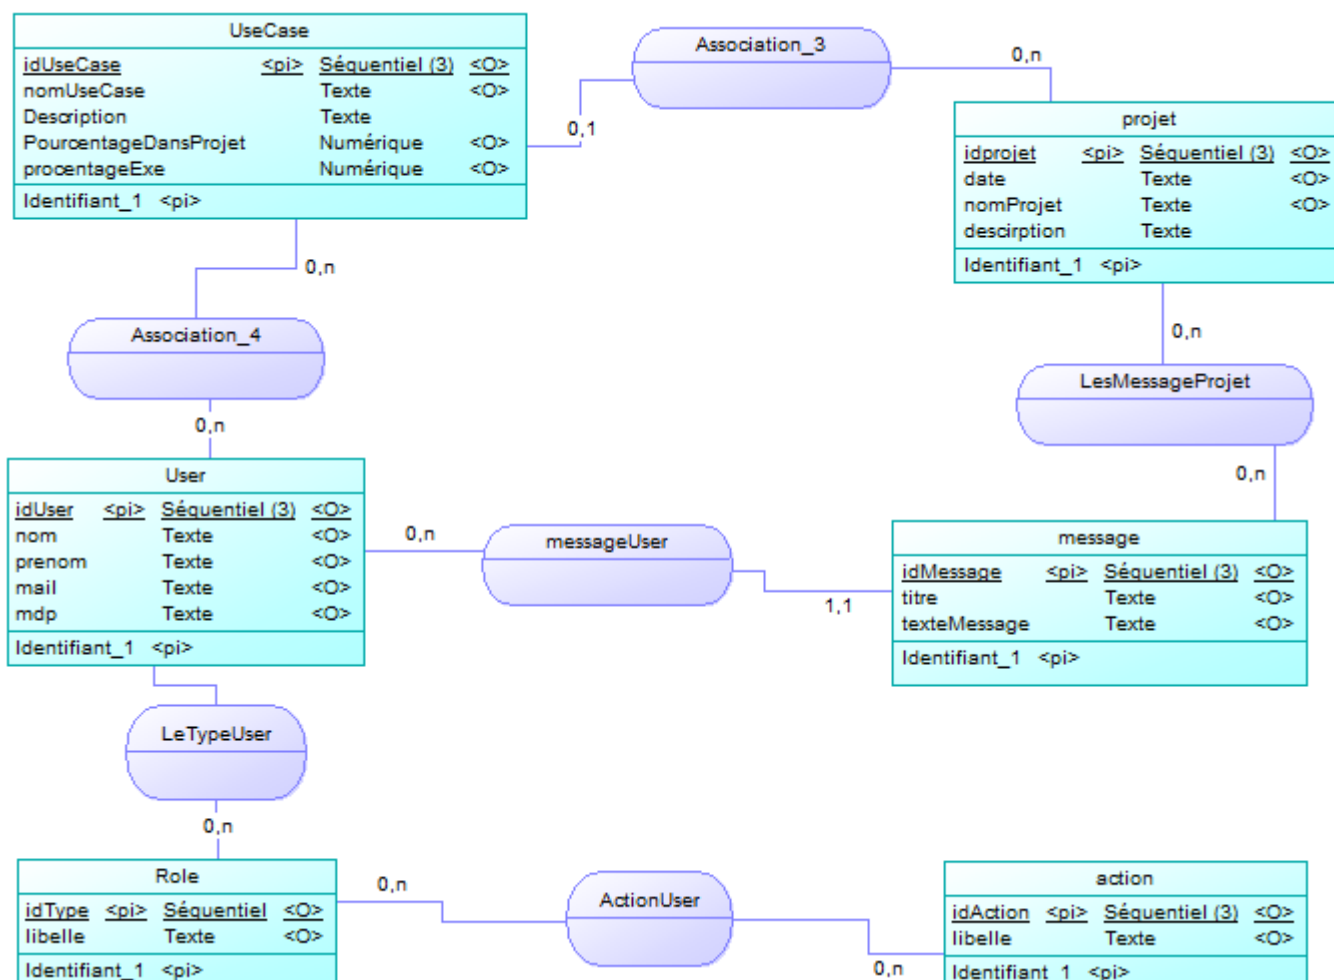 UseCase
idUseCase <pi> Séquentiel (3) <O>
nomUseCase Texte <O>
Description Texte
PourcentageDansProjet Numérique <O>
procentageExe Numérique <O>
Identifiant_1 <pi>
Association_3
0,1
0,n
projet
idprojet <pi> Séquentiel (3) <O>
date Texte <O>
nomProjet Texte <O>
descirption Texte
Identifiant_1 <pi>
0,n
Association_4
0,n
0,n
LesMessageProjet
0,n
User
idUser <pi> Séquentiel (3) <O>
nom Texte <O>
prenom Texte <O>
mail Texte <O>
mdp Texte <O>
Identifiant_1 <pi>
0,n
messageUser
1,1
message
idMessage <pi> Séquentiel (3) <O>
titre Texte <O>
texteMessage Texte <O>
Identifiant_1 <pi>
LeTypeUser
0,n
Role
idType <pi> Séquentiel <O>
libelle Texte <O>
Identifiant_1 <pi>
0,n
ActionUser
0,n
action
idAction <pi> Séquentiel (3) <O>
libelle Texte <O>
Identifiant_1 <pi>